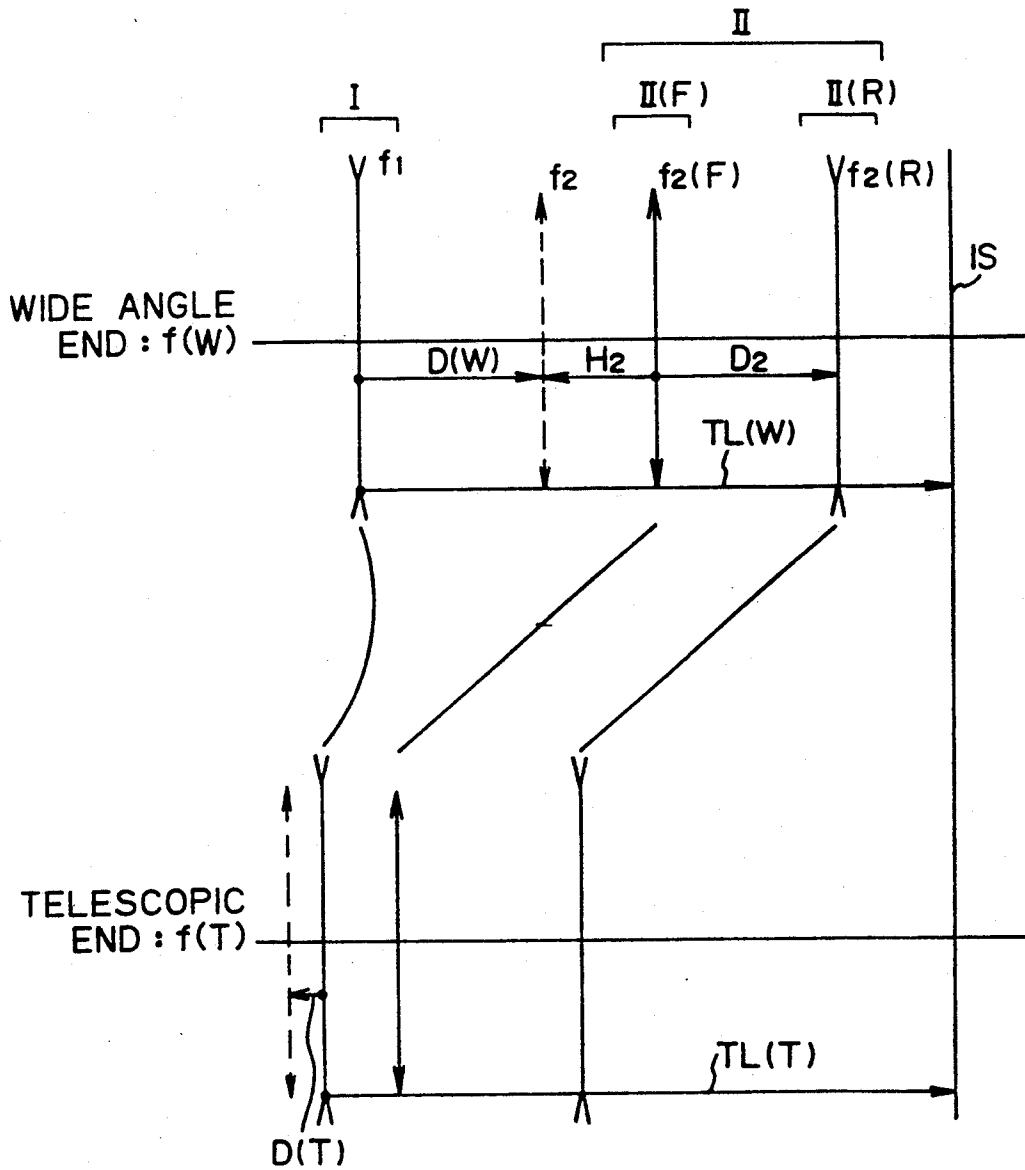 II
I II(F) II(R)
f1 f2 f2(F) f2(R)
IS
WIDE ANGLE
END : f(W)
D(W) H2 D2
TL(W)
TELESCOPIC
END : f(T)
TL(T)
D(T)